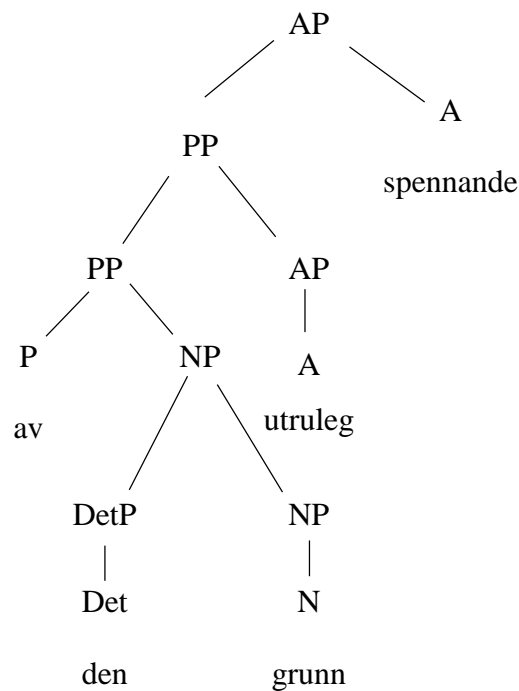 AP
A
PP
spennande
PP AP
P NP A
av utruleg
DetP NP
Det N
den grunn